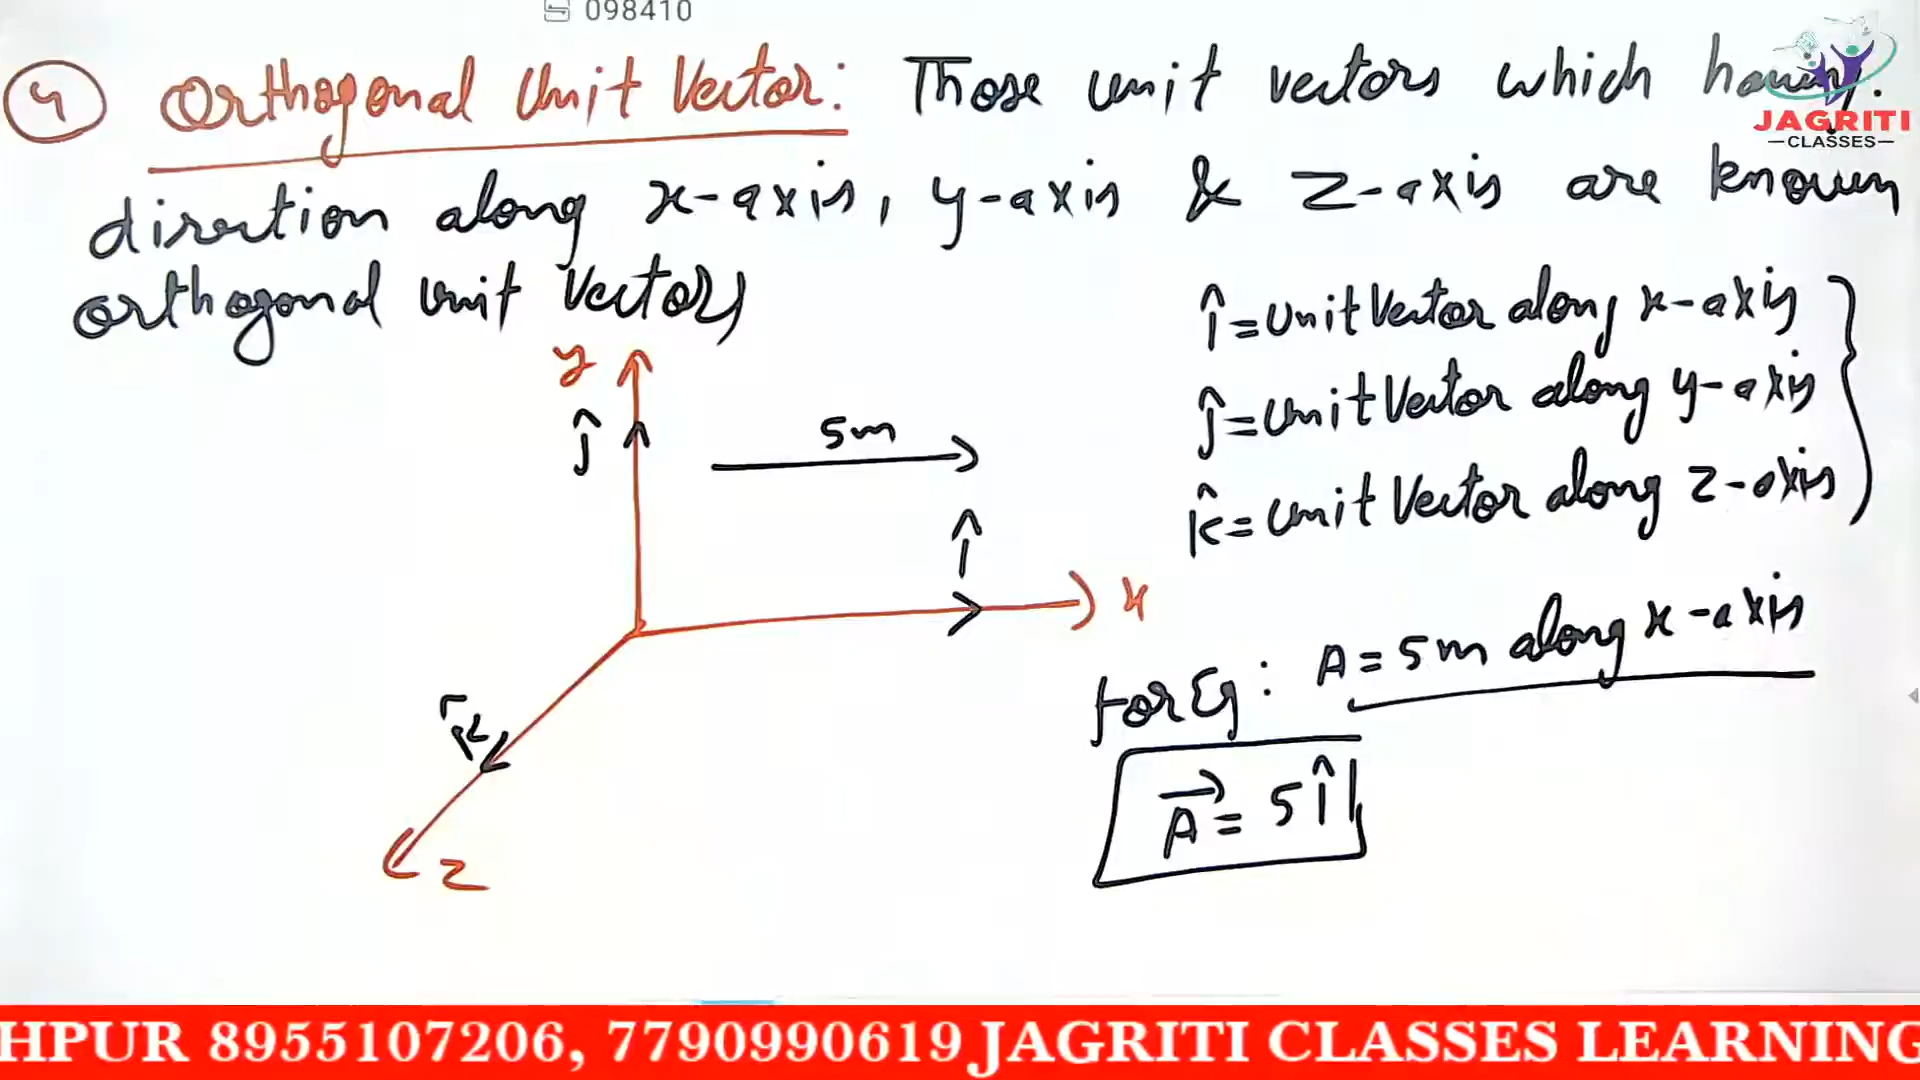 098410
4 Orthogonal Unit Vector: Those unit vectors which having
JAGRITI
—CLASSES—
direction along x-axis, y-axis & z-axis are known
orthogonal unit vectors
î = Unit Vector along x-axis
ĵ = Unit Vector along y-axis
k̂ = Unit Vector along z-axis
y
ĵ
5m
î
x
k̂
z
for Eg: A = 5m along x-axis
A⃗ = 5î
HPUR 8955107206, 7790990619 JAGRITI CLASSES LEARNING